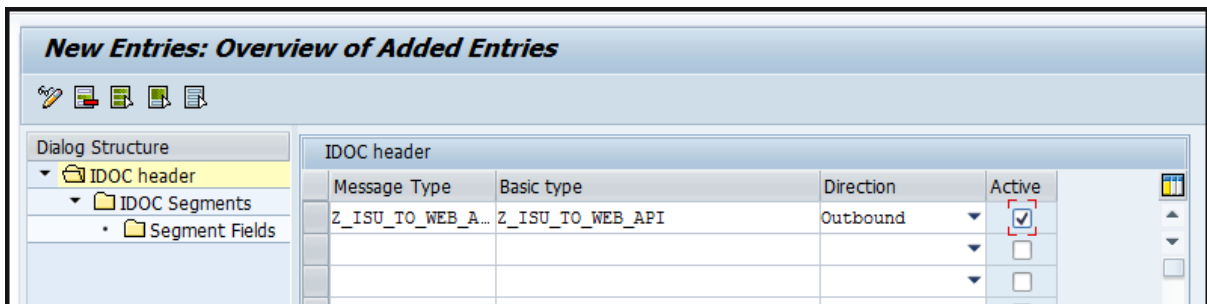 New Entries: Overview of Added Entries
Dialog Structure
IDOC header
IDOC Segments
Segment Fields
IDOC header
Message Type Basic type Direction Active
Z_ISU_TO_WEB_A… Z_ISU_TO_WEB_API Outbound